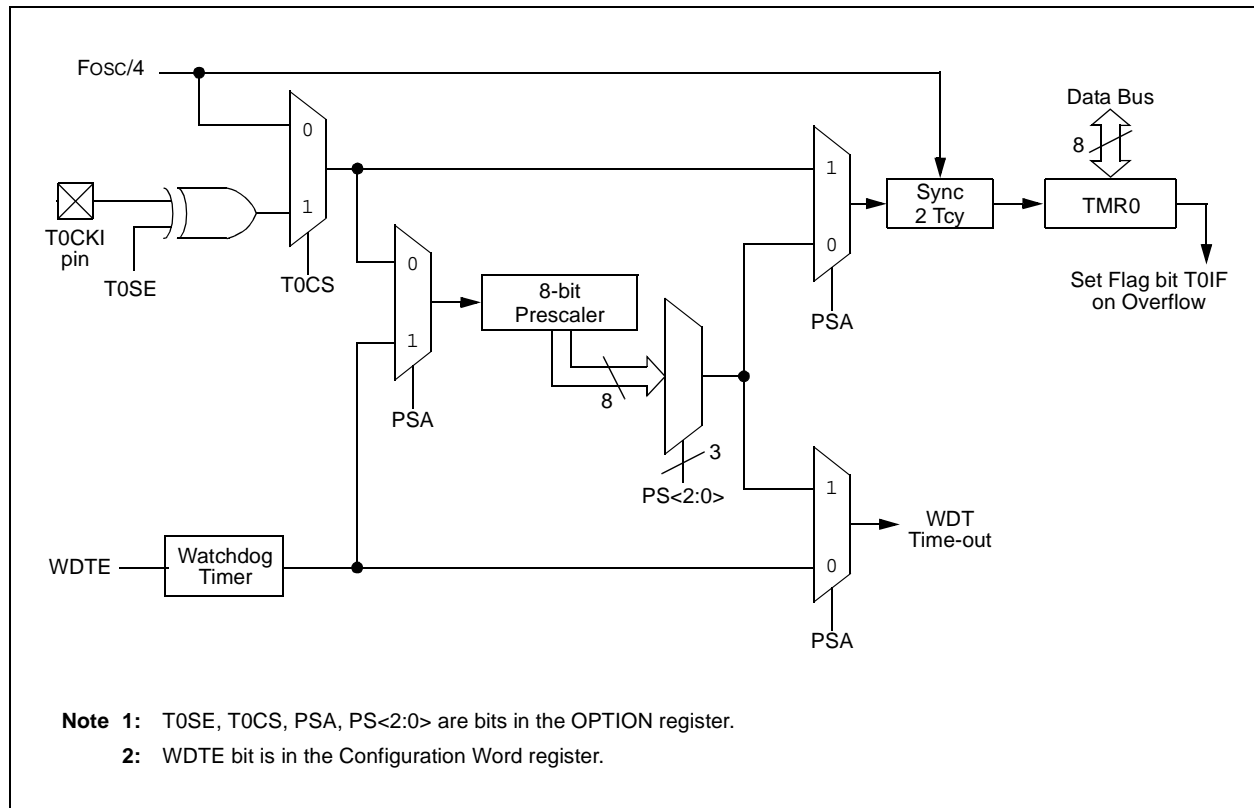 FOSC/4
Data Bus
0
1
8
T0CKI
pin
1
Sync
2 Tcy
TMR0
T0SE
T0CS
0
8-bit
Prescaler
0
Set Flag bit T0IF
on Overflow
PSA
1
8
PSA
3
PS<2:0>
1
WDT
Time-out
WDTE
Watchdog
Timer
0
PSA
Note 1: T0SE, T0CS, PSA, PS<2:0> are bits in the OPTION register.
2: WDTE bit is in the Configuration Word register.